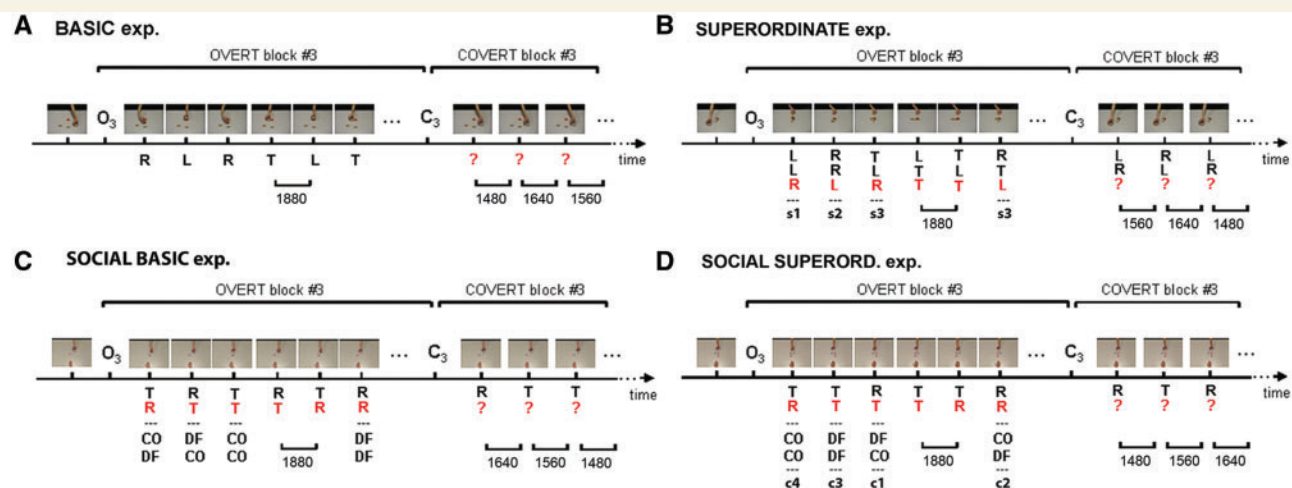 A BASIC exp.
OVERT block #3 COVERT block #3
O3 ... C3 ...
time
R L R T L T ? ? ?
1880 1480 1640 1560
B SUPERORDINATE exp.
OVERT block #3 COVERT block #3
O3 ... C3 ...
time
L R T L T R L R L
L R L T L T R L R
R L R T T L ? ? ?
--- --- --- ---
s1 s2 s3 s3
1880 1560 1640 1480
C SOCIAL BASIC exp.
OVERT block #3 COVERT block #3
O3 ... C3 ...
time
T R T R T R R T T
R T T T R R ? ? ?
--- --- --- ---
CO DF CO DF
DF CO CO DF
1880 1640 1560 1480
D SOCIAL SUPERORD. exp.
OVERT block #3 COVERT block #3
O3 ... C3 ...
time
T T R T T R R T R
R T T T R R ? ? ?
--- --- --- ---
CO DF DF CO
CO DF CO DF
--- --- --- ---
c4 c3 c1 c2
1880 1480 1560 1640